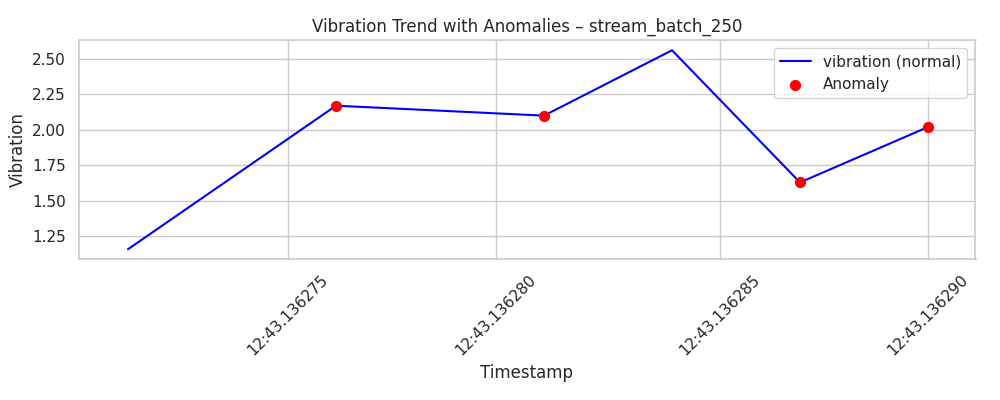 Vibration Trend with Anomalies – stream_batch_250
vibration (normal)
Anomaly
Vibration
2.50
2.25
2.00
1.75
1.50
1.25
12:43.136275
12:43.136280
12:43.136285
12:43.136290
Timestamp